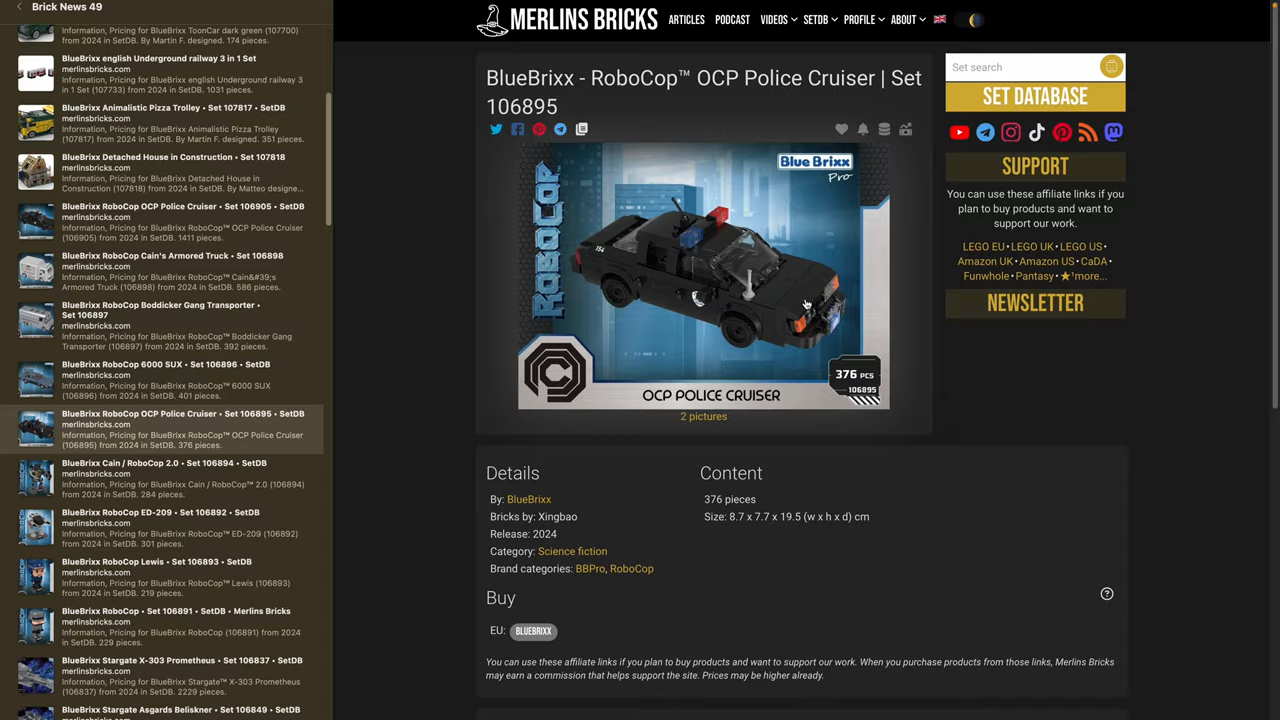 Brick News 49
BlueBrixx ToonCar dark green (107700)
from 2024 in SetDB. By Martin F. designed. 174 pieces.
BlueBrixx english Underground railway 3 in 1 Set
merlinsbricks.com
Information, Pricing for BlueBrixx english Underground railway 3
in 1 Set (107733) from 2024 in SetDB. 1031 pieces.
BlueBrixx Animalistic Pizza Trolley • Set 107817 • SetDB
merlinsbricks.com
Information, Pricing for BlueBrixx Animalistic Pizza Trolley
(107817) from 2024 in SetDB. By Martin F. designed. 351 pieces.
BlueBrixx Detached House in Construction • Set 107818
merlinsbricks.com
Information, Pricing for BlueBrixx Detached House in
Construction (107818) from 2024 in SetDB. By Matteo designe...
BlueBrixx RoboCop OCP Police Cruiser • Set 106905 • SetDB
merlinsbricks.com
Information, Pricing for BlueBrixx RoboCop™ OCP Police Cruiser
(106905) from 2024 in SetDB. 1411 pieces.
BlueBrixx RoboCop Cain's Armored Truck • Set 106898
merlinsbricks.com
Information, Pricing for BlueBrixx RoboCop™ Cain&#39;s
Armored Truck (106898) from 2024 in SetDB. 586 pieces.
BlueBrixx RoboCop Boddicker Gang Transporter •
Set 106897
merlinsbricks.com
Information, Pricing for BlueBrixx RoboCop™ Boddicker Gang
Transporter (106897) from 2024 in SetDB. 392 pieces.
BlueBrixx RoboCop 6000 SUX • Set 106896 • SetDB
merlinsbricks.com
Information, Pricing for BlueBrixx RoboCop™ 6000 SUX
(106896) from 2024 in SetDB. 401 pieces.
BlueBrixx RoboCop OCP Police Cruiser • Set 106895 • SetDB
merlinsbricks.com
Information, Pricing for BlueBrixx RoboCop™ OCP Police Cruiser
(106895) from 2024 in SetDB. 376 pieces.
BlueBrixx Cain / RoboCop 2.0 • Set 106894 • SetDB
merlinsbricks.com
Information, Pricing for BlueBrixx Cain / RoboCop™ 2.0 (106894)
from 2024 in SetDB. 284 pieces.
BlueBrixx RoboCop ED-209 • Set 106892 • SetDB
merlinsbricks.com
Information, Pricing for BlueBrixx RoboCop™ ED-209 (106892)
from 2024 in SetDB. 301 pieces.
BlueBrixx RoboCop Lewis • Set 106893 • SetDB
merlinsbricks.com
Information, Pricing for BlueBrixx RoboCop™ Lewis (106893)
from 2024 in SetDB. 219 pieces.
BlueBrixx RoboCop • Set 106891 • SetDB • Merlins Bricks
merlinsbricks.com
Information, Pricing for BlueBrixx RoboCop (106891) from 2024
in SetDB. 229 pieces.
BlueBrixx Stargate X-303 Prometheus • Set 106837 • SetDB
merlinsbricks.com
Information, Pricing for BlueBrixx Stargate™ X-303 Prometheus
(106837) from 2024 in SetDB. 2229 pieces.
BlueBrixx Stargate Asgards Beliskner • Set 106849 • SetDB
MERLINS BRICKS
ARTICLES PODCAST VIDEOS SETDB PROFILE ABOUT
BlueBrixx - RoboCop™ OCP Police Cruiser | Set
106895
Blue Brixx
Pro
ROBOCOP
154
376 PCS
106895
OCP POLICE CRUISER
2 pictures
Details
By: BlueBrixx
Bricks by: Xingbao
Release: 2024
Category: Science fiction
Brand categories: BBPro, RoboCop
Content
376 pieces
Size: 8.7 x 7.7 x 19.5 (w x h x d) cm
Buy
EU: BLUEBRIXX
You can use these affiliate links if you plan to buy products and want to support our work. When you purchase products from those links, Merlins Bricks
may earn a commission that helps support the site. Prices may be higher already.
Set search
SET DATABASE
SUPPORT
You can use these affiliate links if you
plan to buy products and want to
support our work.
LEGO EU • LEGO UK • LEGO US •
Amazon UK • Amazon US • CaDA •
Funwhole • Pantasy • ★¹more...
NEWSLETTER